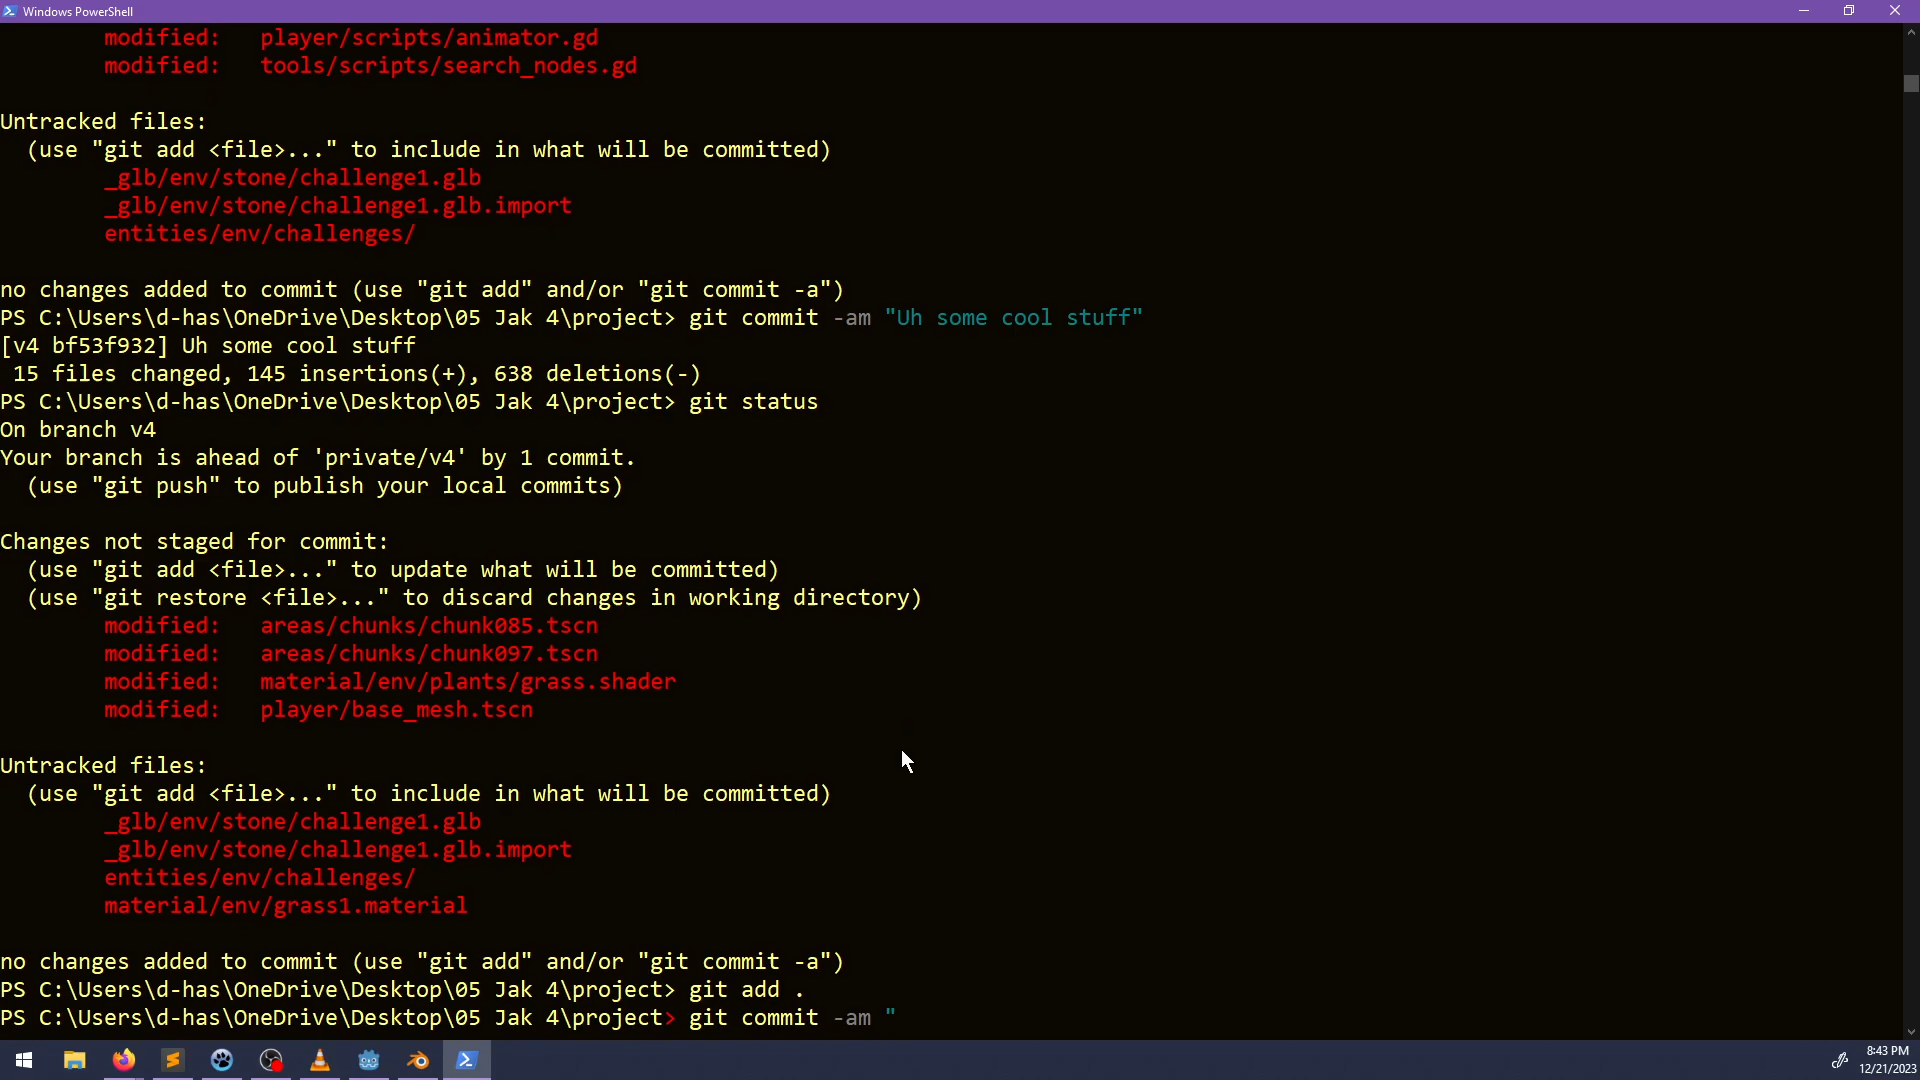 Windows PowerShell
modified:   player/scripts/animator.gd
modified:   tools/scripts/search_nodes.gd
Untracked files:
(use "git add <file>..." to include in what will be committed)
_glb/env/stone/challenge1.glb
_glb/env/stone/challenge1.glb.import
entities/env/challenges/
no changes added to commit (use "git add" and/or "git commit -a")
PS C:\Users\d-has\OneDrive\Desktop\05 Jak 4\project> git commit -am "Uh some cool stuff"
[v4 bf53f932] Uh some cool stuff
15 files changed, 145 insertions(+), 638 deletions(-)
PS C:\Users\d-has\OneDrive\Desktop\05 Jak 4\project> git status
On branch v4
Your branch is ahead of 'private/v4' by 1 commit.
(use "git push" to publish your local commits)
Changes not staged for commit:
(use "git add <file>..." to update what will be committed)
(use "git restore <file>..." to discard changes in working directory)
modified:   areas/chunks/chunk085.tscn
modified:   areas/chunks/chunk097.tscn
modified:   material/env/plants/grass.shader
modified:   player/base_mesh.tscn
Untracked files:
(use "git add <file>..." to include in what will be committed)
_glb/env/stone/challenge1.glb
_glb/env/stone/challenge1.glb.import
entities/env/challenges/
material/env/grass1.material
no changes added to commit (use "git add" and/or "git commit -a")
PS C:\Users\d-has\OneDrive\Desktop\05 Jak 4\project> git add .
PS C:\Users\d-has\OneDrive\Desktop\05 Jak 4\project> git commit -am "
8:43 PM
12/21/2023